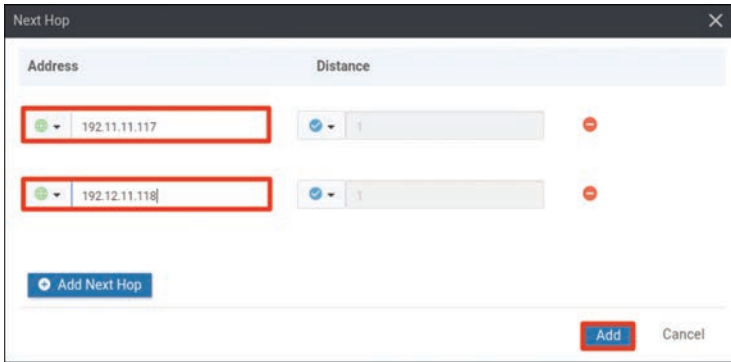 Next Hop
Address Distance
192.11.11.117 1
192.12.11.118 1
Add Next Hop
Add Cancel